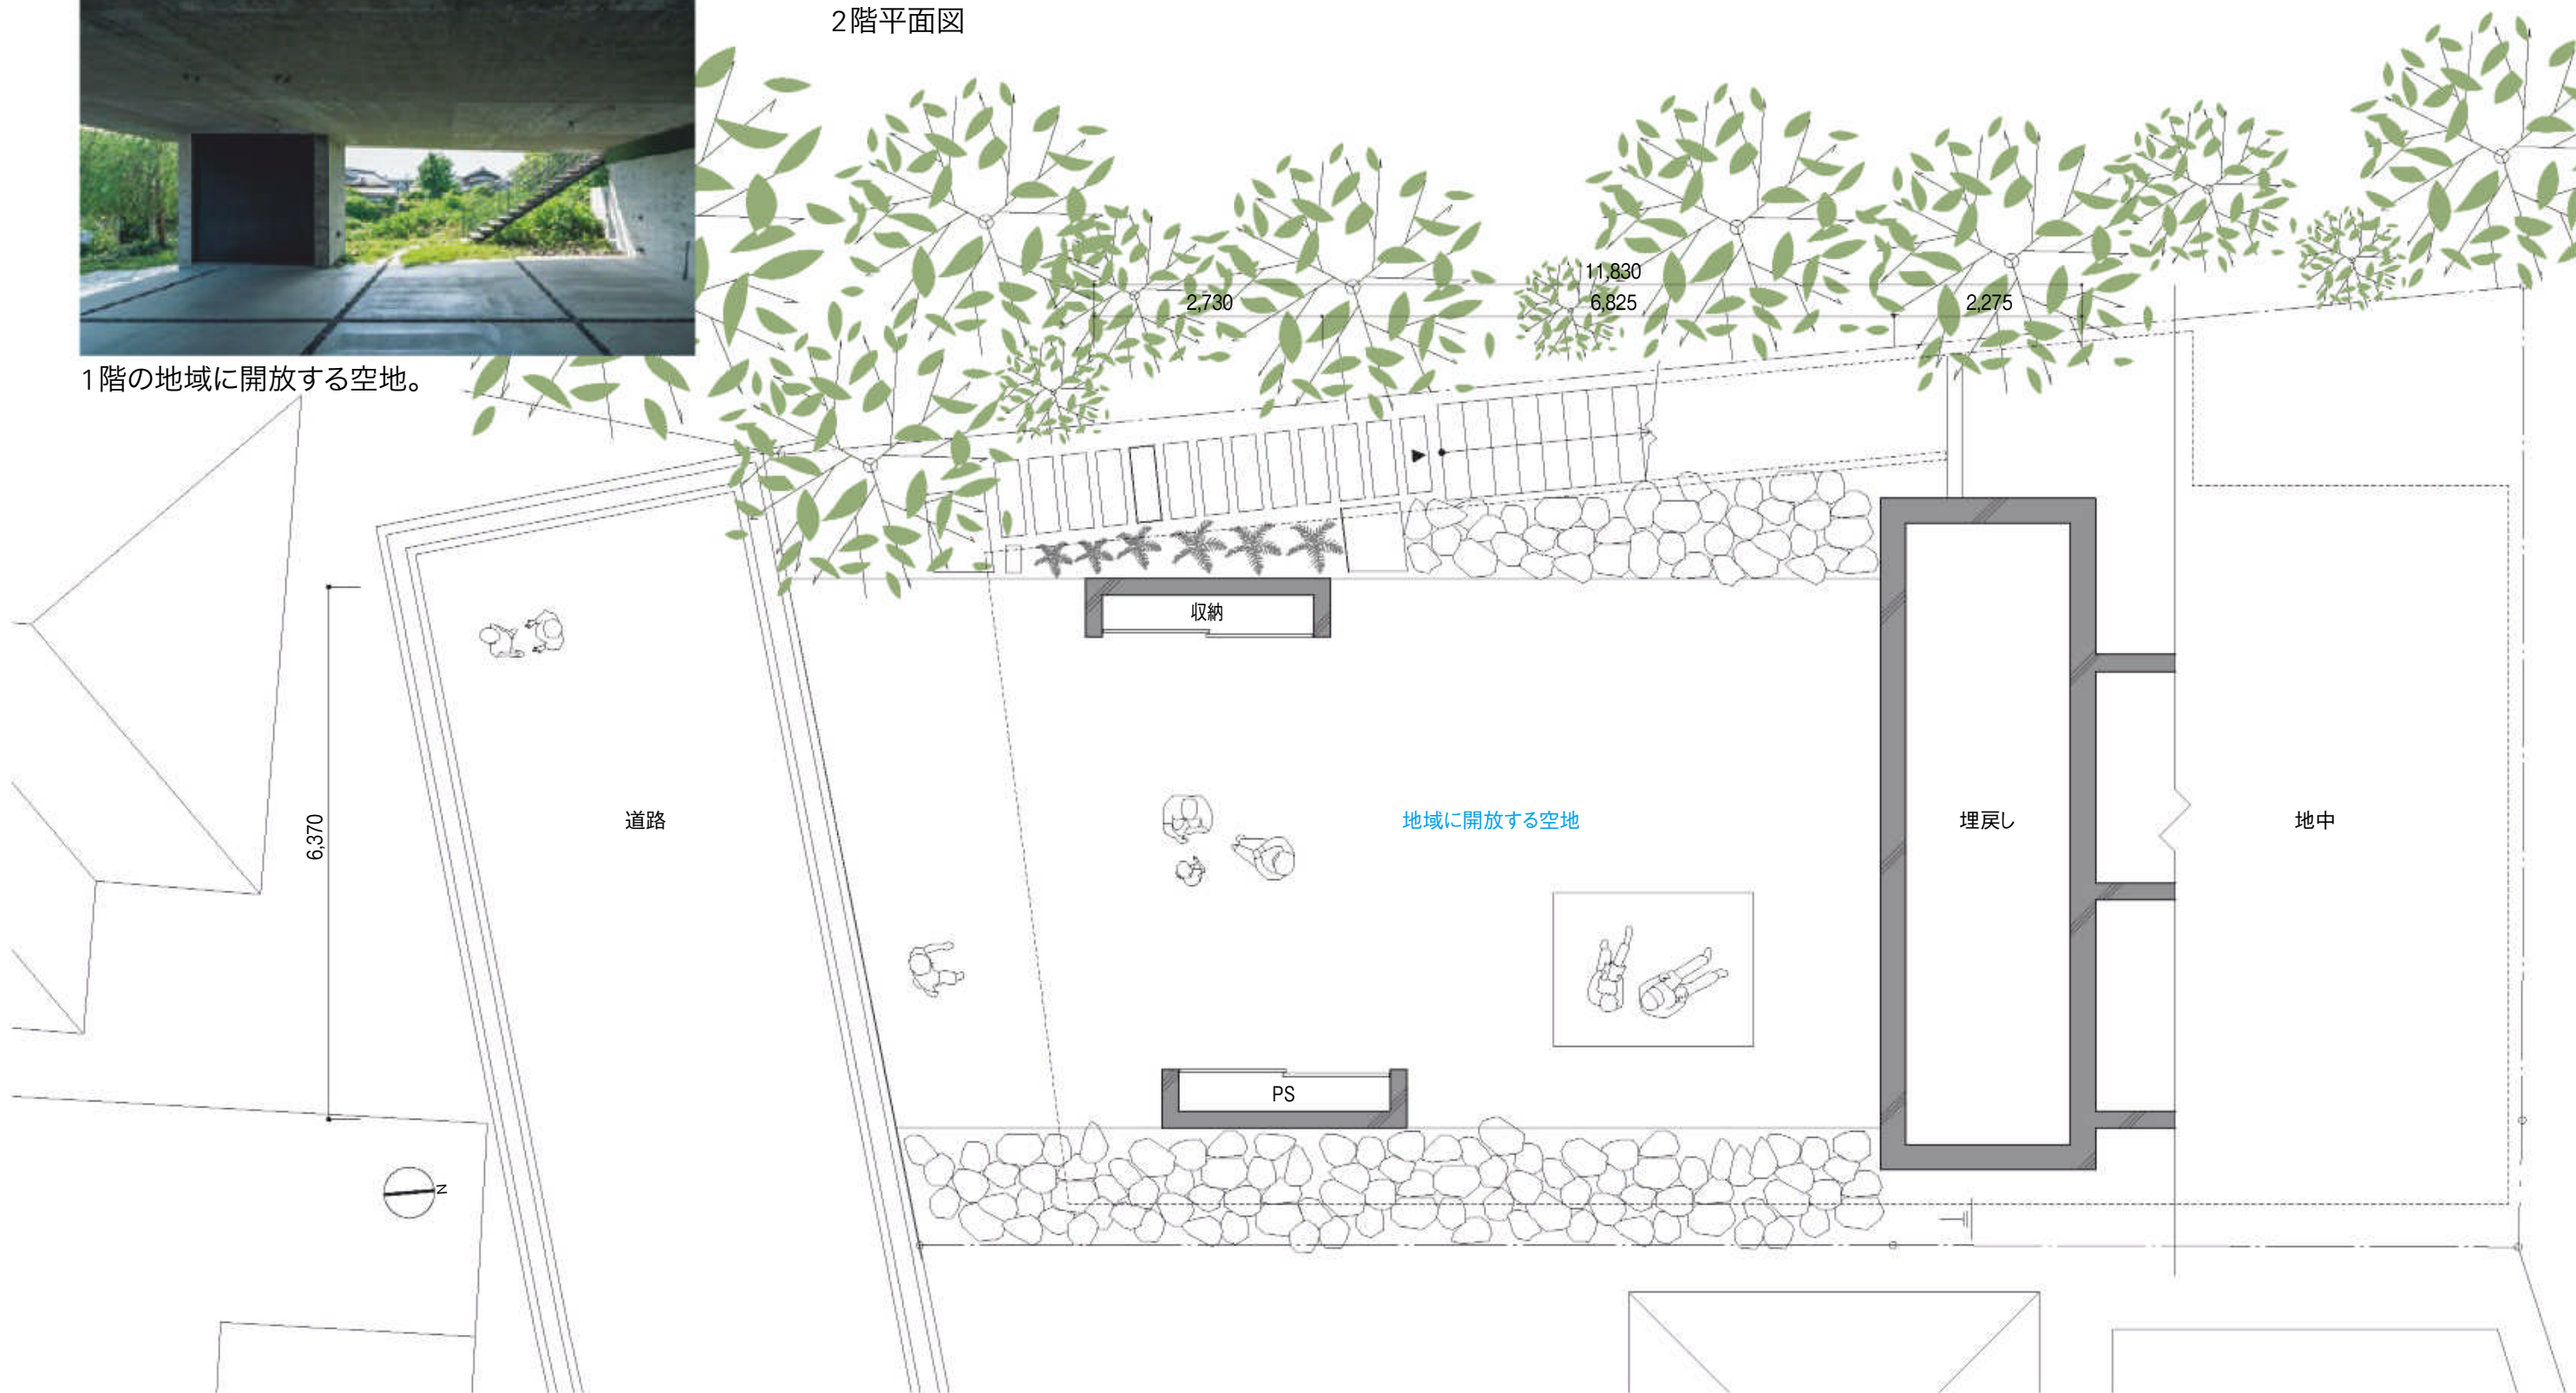 2階平面図
1階の地域に開放する空地。
11,830
2,730
6,825
2,275
収納
6,370
道路
地域に開放する空地
埋戻し
地中
PS
N